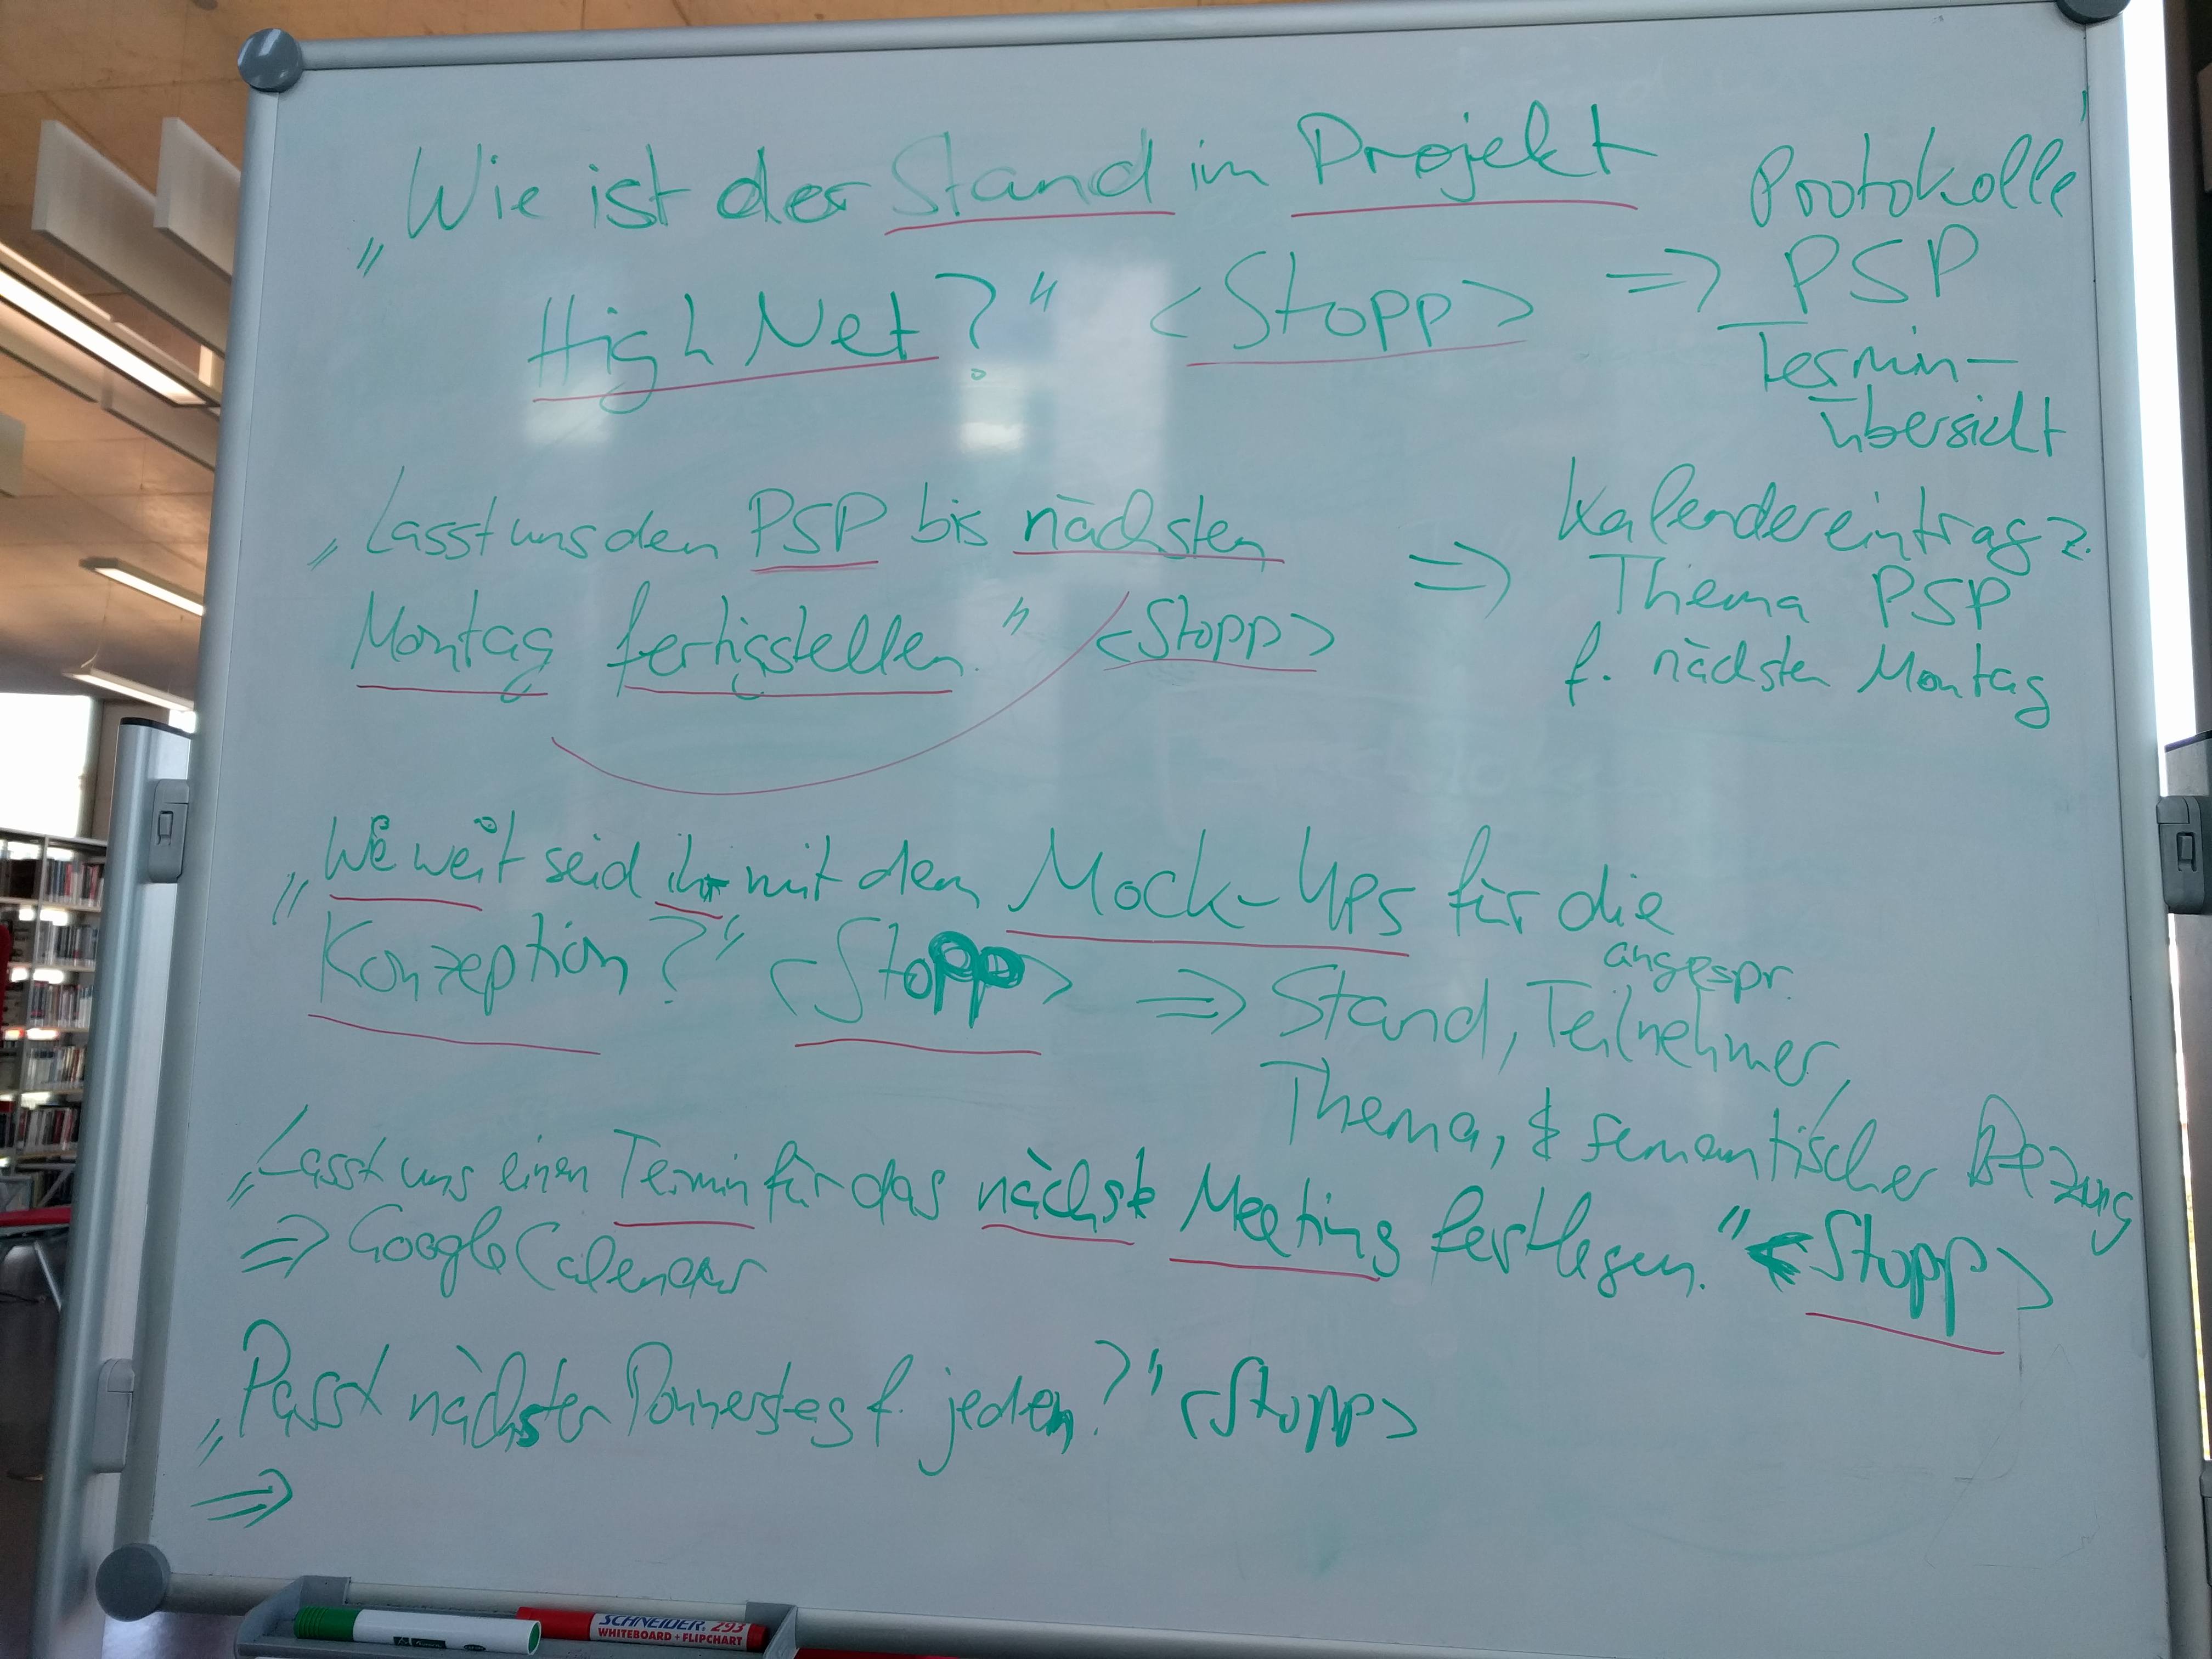 „Wie ist der Stand im Projekt
High Net?" <Stopp> => Protokolle,
PSP
Termin-
übersicht
„Lasst uns den PSP bis nächsten
Montag fertigstellen." <Stopp>
=> Kalendereintrag z.
Thema PSP
f. nächsten Montag
„Wie weit seid ihr mit den Mock-Ups für die
Konzeption?" <Stopp> => Stand, angespr. Teilnehmer,
Thema, & semantischer Bezug
„Lasst uns einen Termin für das nächste Meeting festlegen." <Stopp>
=> Google Calendar
„Passt nächsten Donnerstag f. jeden?" <Stopp>
=>
SCHNEIDER 293
WHITEBOARD + FLIPCHART